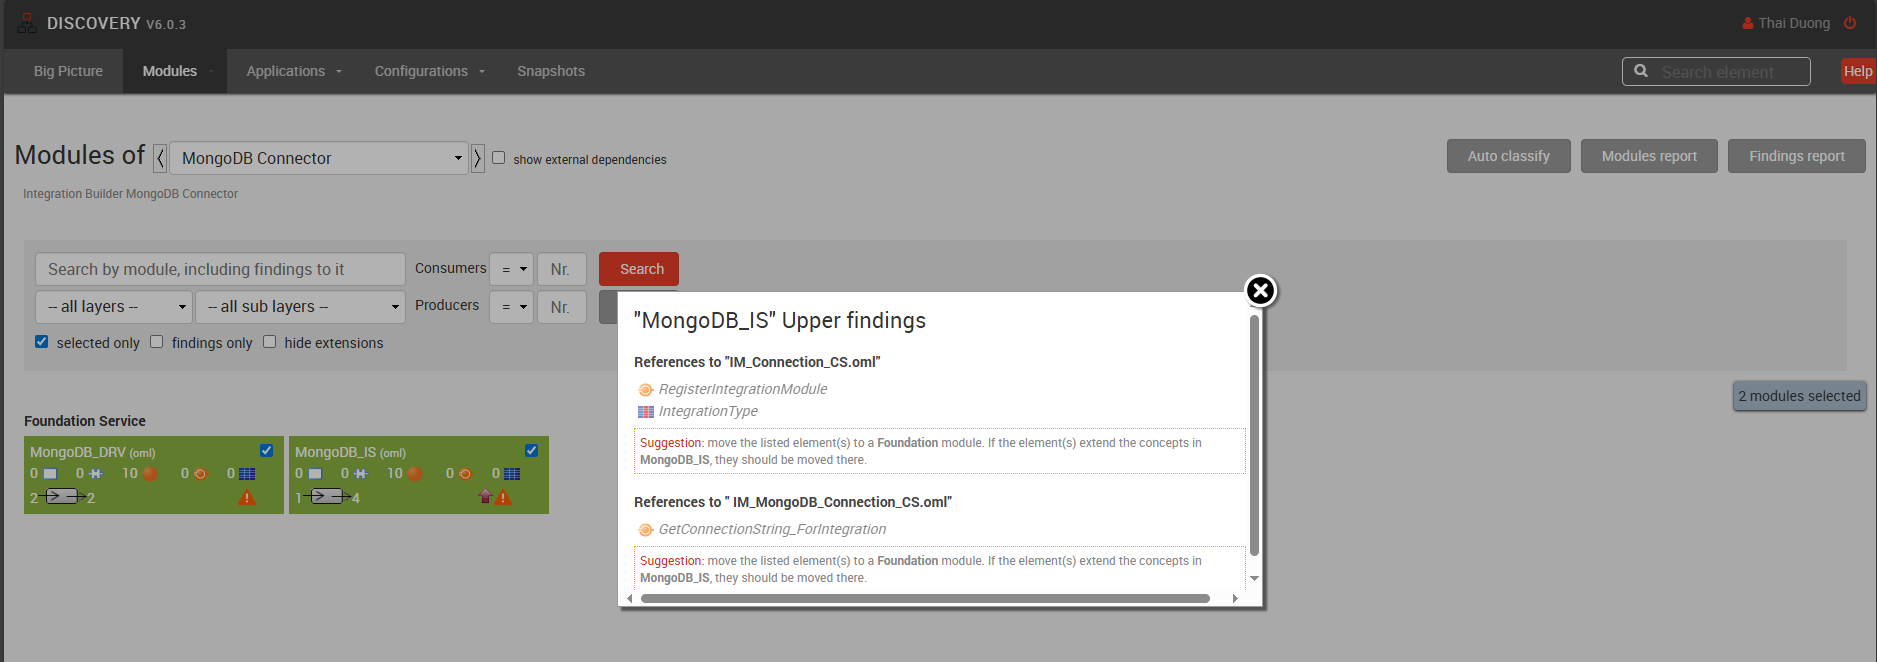 DISCOVERY V6.0.3
Thai Duong
Big Picture
Modules
Applications
Configurations
Snapshots
Search element
Help
Modules of
MongoDB Connector
show external dependencies
Auto classify
Modules report
Findings report
Integration Builder MongoDB Connector
Search by module, including findings to it
Consumers
=
Nr.
Search
-- all layers --
-- all sub layers --
Producers
=
Nr.
selected only
findings only
hide extensions
2 modules selected
Foundation Service
MongoDB_DRV (oml)
0 0 10 0 0
2 > 2
MongoDB_IS (oml)
0 0 10 0 0
1 > 4
"MongoDB_IS" Upper findings
References to "IM_Connection_CS.oml"
RegisterIntegrationModule
IntegrationType
Suggestion: move the listed element(s) to a Foundation module. If the element(s) extend the concepts in
MongoDB_IS, they should be moved there.
References to " IM_MongoDB_Connection_CS.oml"
GetConnectionString_ForIntegration
Suggestion: move the listed element(s) to a Foundation module. If the element(s) extend the concepts in
MongoDB_IS, they should be moved there.